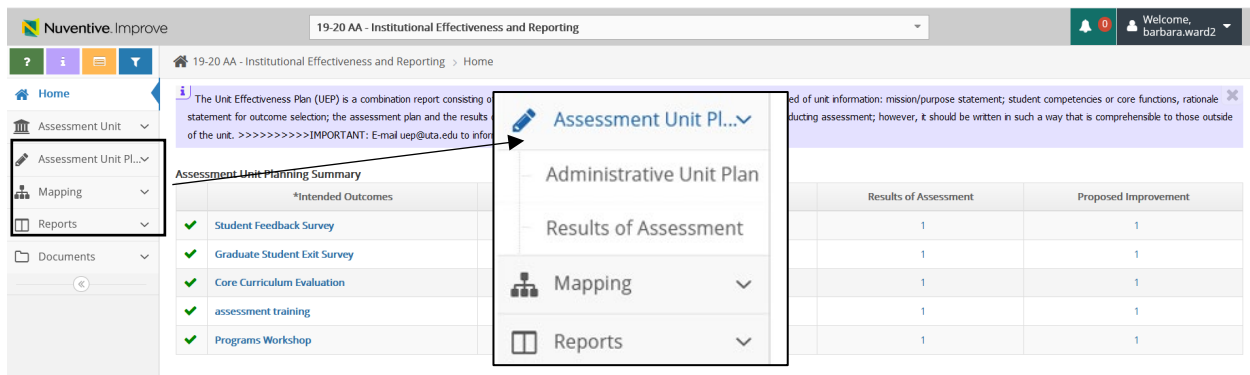 Nuventive. Improve
19-20 AA - Institutional Effectiveness and Reporting
0
Welcome,
barbara.ward2
? i
19-20 AA - Institutional Effectiveness and Reporting > Home
Home
Assessment Unit
Assessment Unit Pl...
Mapping
Reports
Documents
i The Unit Effectiveness Plan (UEP) is a combination report consisting o
ed of unit information: mission/purpose statement; student competencies or core functions, rationale
statement for outcome selection; the assessment plan and the results
ducting assessment; however, it should be written in such a way that is comprehensible to those outside
of the unit. >>>>>>>>>>IMPORTANT: E-mail uep@uta.edu to infor
Assessment Unit Planning Summary
*Intended Outcomes Results of Assessment Proposed Improvement
Student Feedback Survey 1 1
Graduate Student Exit Survey 1 1
Core Curriculum Evaluation 1 1
assessment training 1 1
Programs Workshop 1 1
Assessment Unit Pl...
Administrative Unit Plan
Results of Assessment
Mapping
Reports